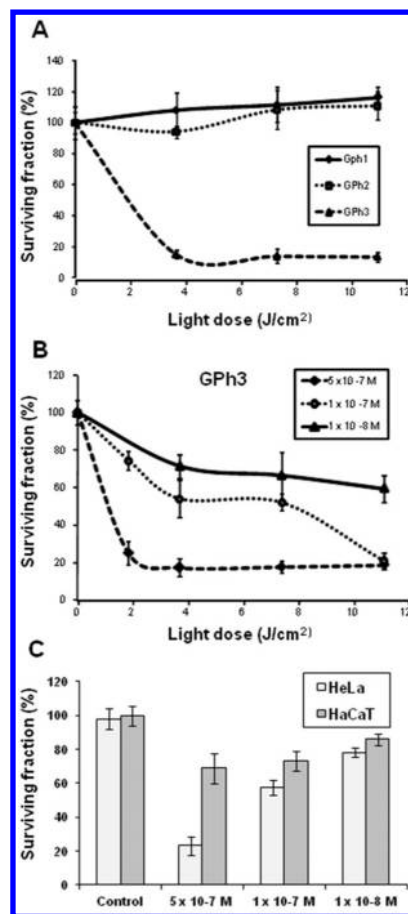 A
140
120
100
80
60
40
20
0
Surviving fraction (%)
Gph1
GPh2
GPh3
0 2 4 6 8 10 12
Light dose (J/cm²)
B
GPh3
120
100
80
60
40
20
0
Surviving fraction (%)
5 x10 -7 M
1 x 10 -7 M
1 x 10 -8 M
0 2 4 6 8 10 12
Light dose (J/cm²)
C
120
100
80
60
40
20
0
Surviving fraction (%)
HeLa
HaCaT
Control 5 x 10-7 M 1 x 10-7 M 1 x 10-8 M